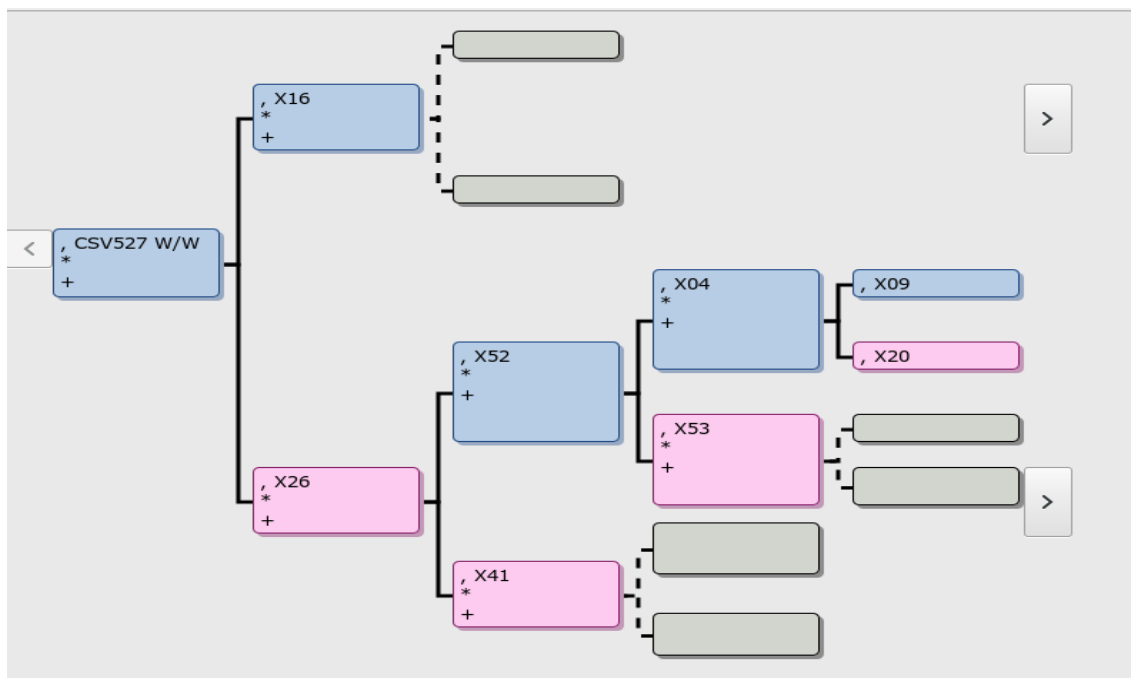 , X16
*
+
>
<
, CSV527 W/W
*
+
, X04
*
+
, X09
, X20
, X52
*
+
, X53
*
+
, X26
*
+
>
, X41
*
+